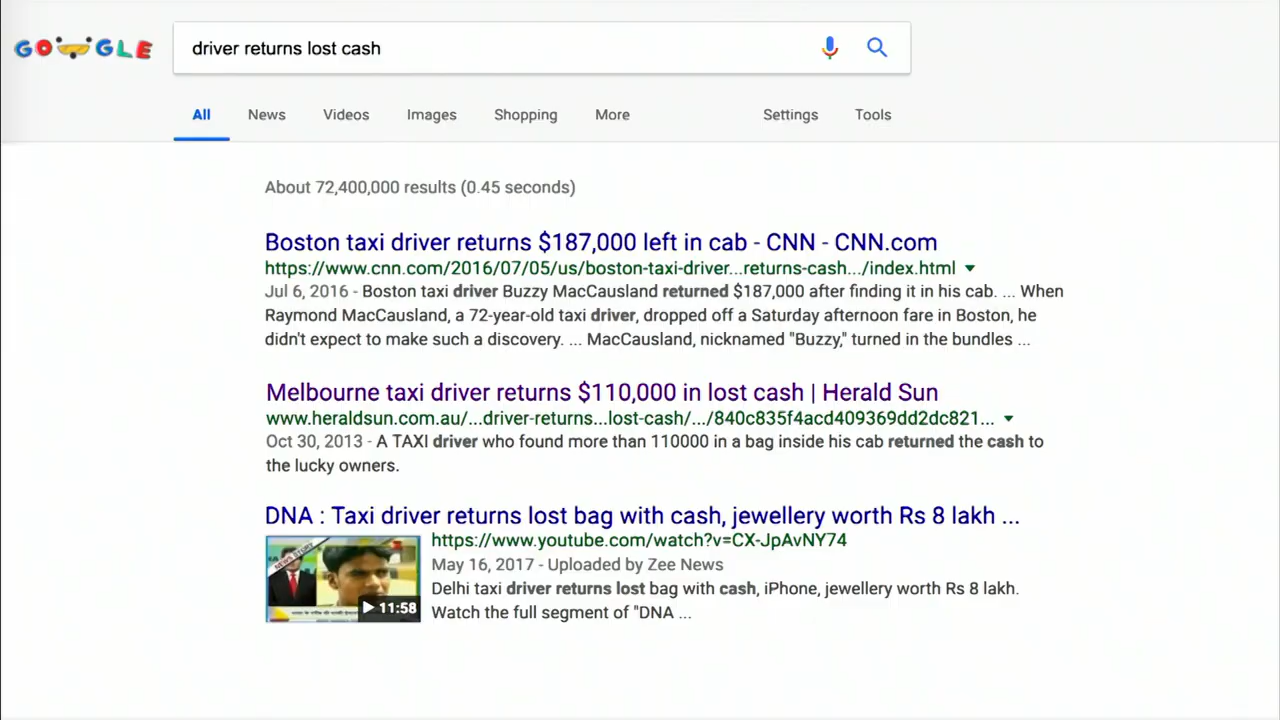 GOOGLE
driver returns lost cash
All News Videos Images Shopping More Settings Tools
About 72,400,000 results (0.45 seconds)
Boston taxi driver returns $187,000 left in cab - CNN - CNN.com
https://www.cnn.com/2016/07/05/us/boston-taxi-driver...returns-cash.../index.html
Jul 6, 2016 - Boston taxi driver Buzzy MacCausland returned $187,000 after finding it in his cab. ... When
Raymond MacCausland, a 72-year-old taxi driver, dropped off a Saturday afternoon fare in Boston, he
didn't expect to make such a discovery. ... MacCausland, nicknamed "Buzzy," turned in the bundles ...
Melbourne taxi driver returns $110,000 in lost cash | Herald Sun
www.heraldsun.com.au/...driver-returns...lost-cash/.../840c835f4acd409369dd2dc821...
Oct 30, 2013 - A TAXI driver who found more than 110000 in a bag inside his cab returned the cash to
the lucky owners.
DNA : Taxi driver returns lost bag with cash, jewellery worth Rs 8 lakh ...
https://www.youtube.com/watch?v=CX-JpAvNY74
May 16, 2017 - Uploaded by Zee News
Delhi taxi driver returns lost bag with cash, iPhone, jewellery worth Rs 8 lakh.
Watch the full segment of "DNA ...
NEWS STORY
11:58